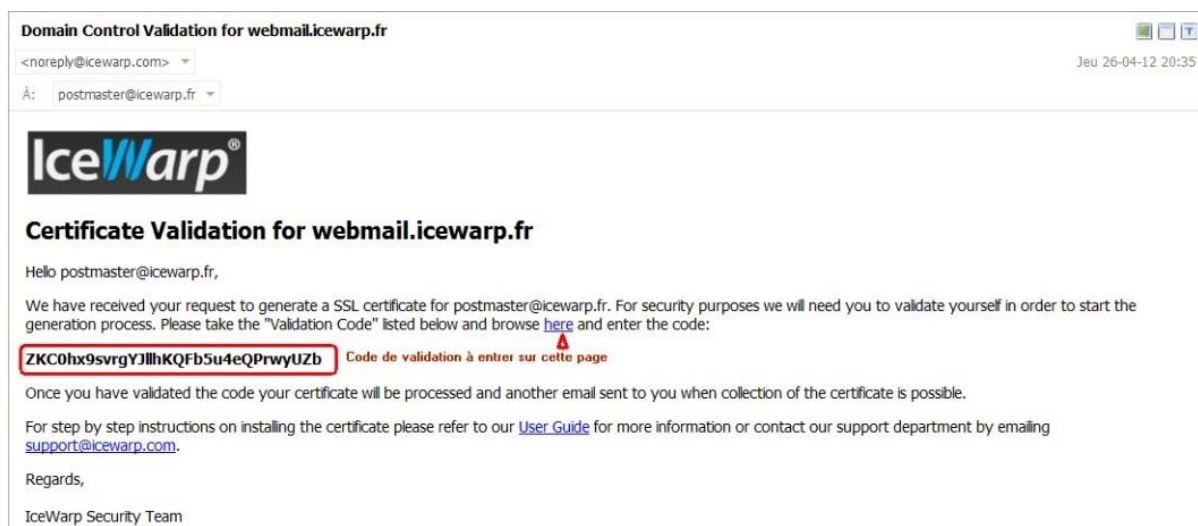 Domain Control Validation for webmail.icewarp.fr
<noreply@icewarp.com>
Jeu 26-04-12 20:35
À: postmaster@icewarp.fr
IceWarp®
Certificate Validation for webmail.icewarp.fr
Hello postmaster@icewarp.fr,
We have received your request to generate a SSL certificate for postmaster@icewarp.fr. For security purposes we will need you to validate yourself in order to start the
generation process. Please take the "Validation Code" listed below and browse here and enter the code:
ZKC0hx9svrgYJllhKQFb5u4eQPrwyUZb Code de validation à entrer sur cette page
Once you have validated the code your certificate will be processed and another email sent to you when collection of the certificate is possible.
For step by step instructions on installing the certificate please refer to our User Guide for more information or contact our support department by emailing
support@icewarp.com.
Regards,
IceWarp Security Team